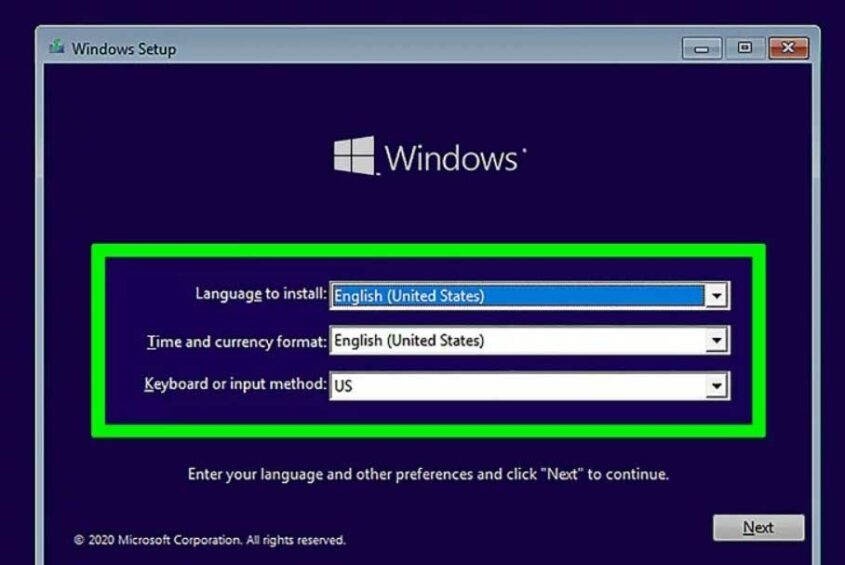 Windows Setup
Windows
Language to install: English (United States)
Time and currency format: English (United States)
Keyboard or input method: US
Enter your language and other preferences and click "Next" to continue.
Next
© 2020 Microsoft Corporation. All rights reserved.